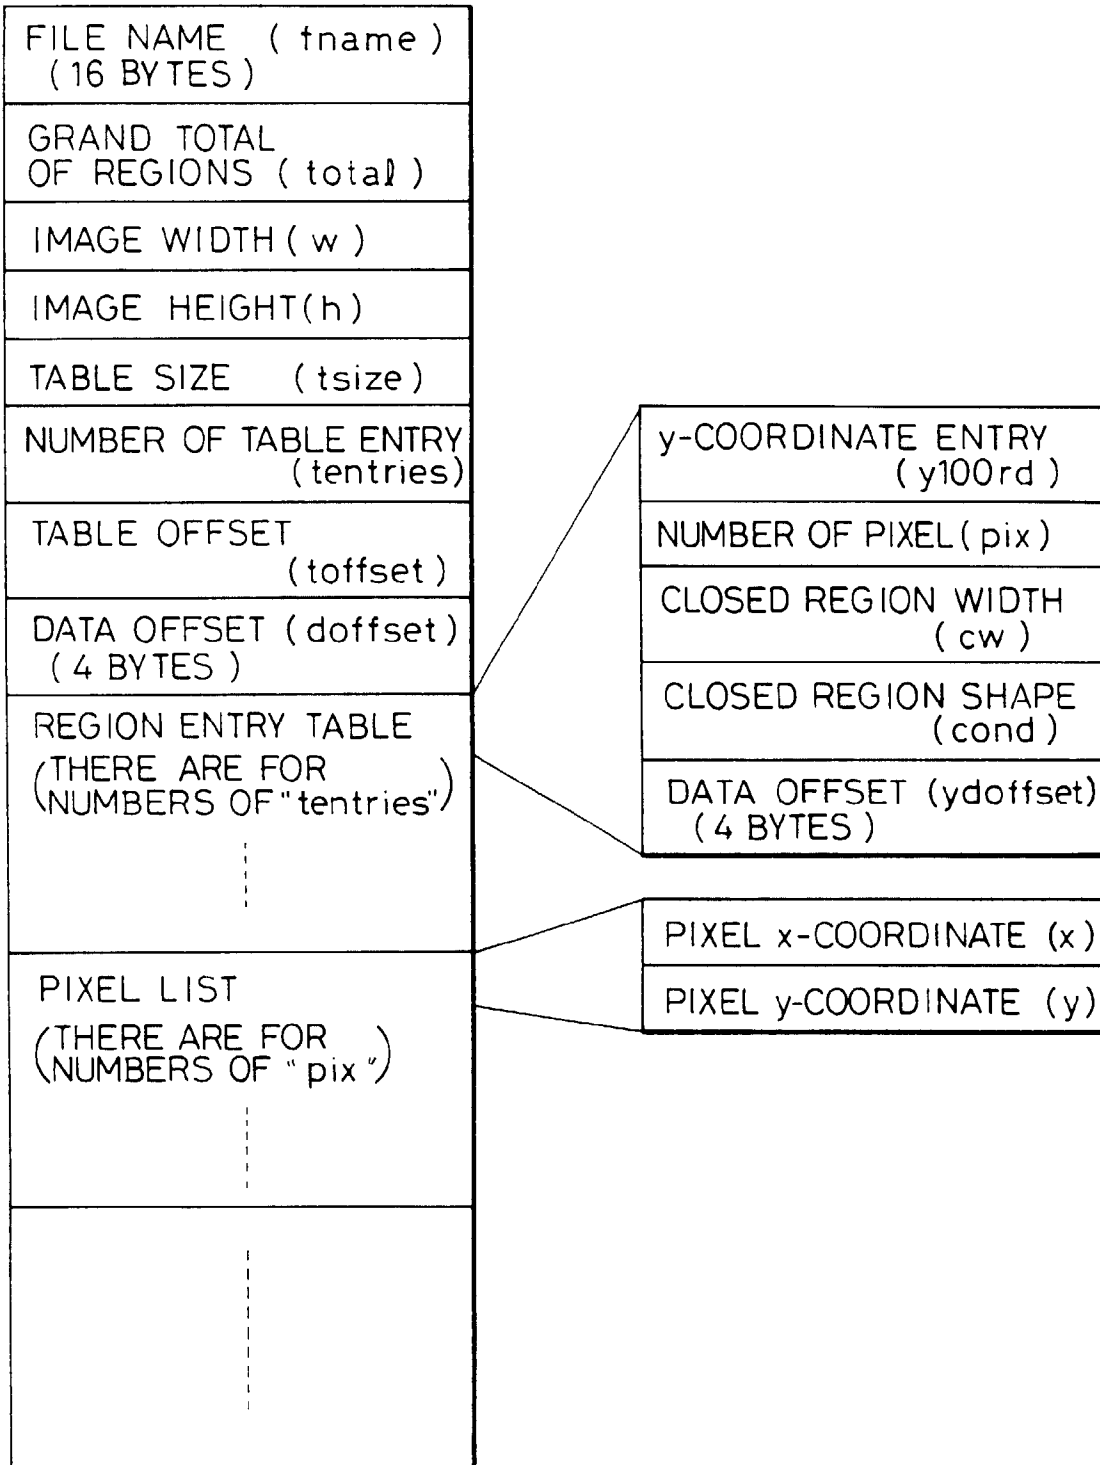 FILE NAME (fname)
(16 BYTES)
GRAND TOTAL
OF REGIONS (total)
IMAGE WIDTH (w)
IMAGE HEIGHT (h)
TABLE SIZE (tsize)
NUMBER OF TABLE ENTRY
(tentries)
TABLE OFFSET
(toffset)
DATA OFFSET (doffset)
(4 BYTES)
REGION ENTRY TABLE
(THERE ARE FOR
NUMBERS OF "tentries")
PIXEL LIST
(THERE ARE FOR
NUMBERS OF "pix")
y-COORDINATE ENTRY
(y100rd)
NUMBER OF PIXEL (pix)
CLOSED REGION WIDTH
(cw)
CLOSED REGION SHAPE
(cond)
DATA OFFSET (ydoffset)
(4 BYTES)
PIXEL x-COORDINATE (x)
PIXEL y-COORDINATE (y)